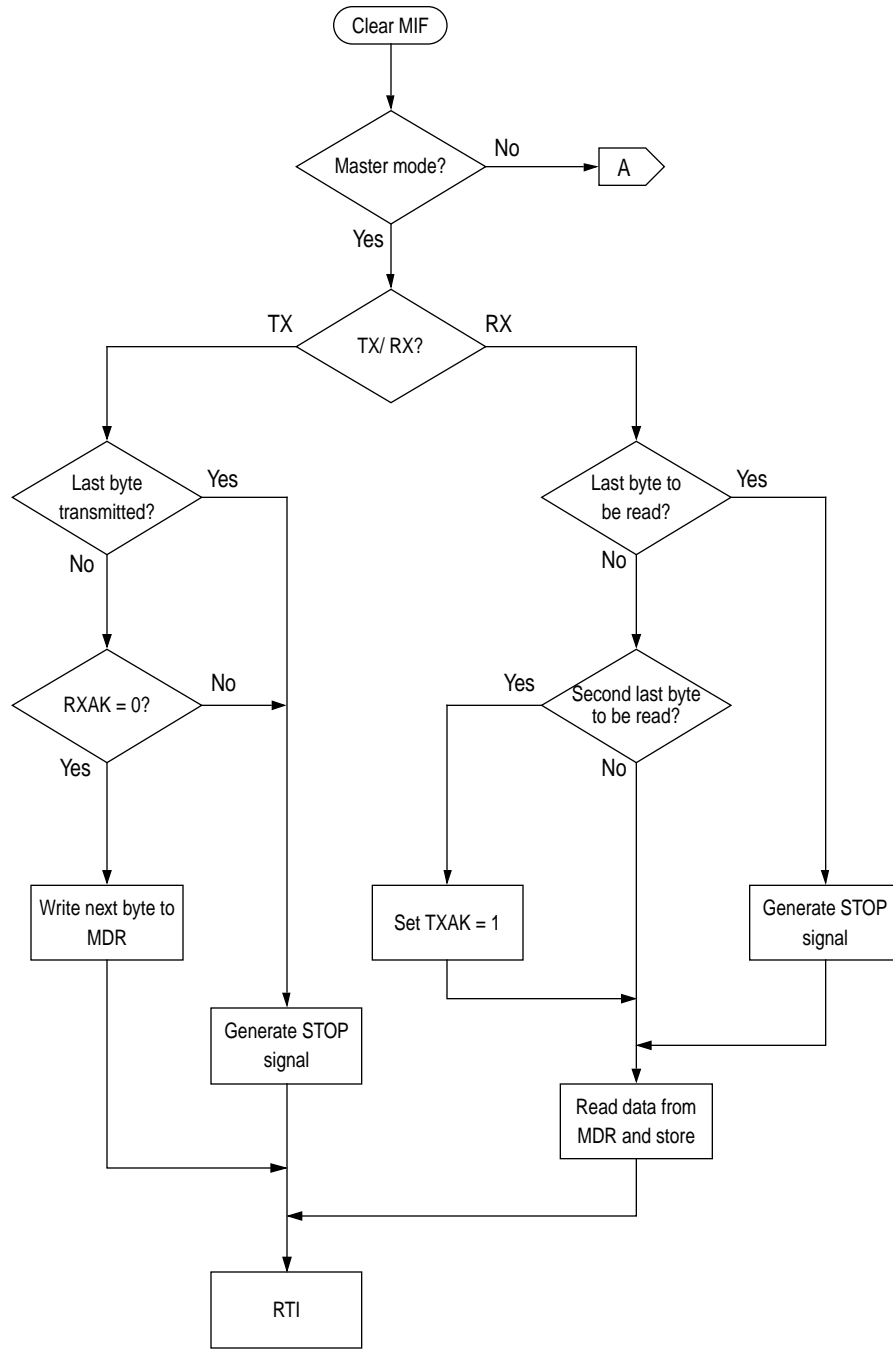 Clear MIF
Master mode?
No
A
Yes
TX
TX/ RX?
RX
Last byte
transmitted?
Yes
Last byte to
be read?
Yes
No
No
RXAK = 0?
No
Yes
Second last byte
to be read?
Yes
No
Write next byte to
MDR
Set TXAK = 1
Generate STOP
signal
Generate STOP
signal
Read data from
MDR and store
RTI